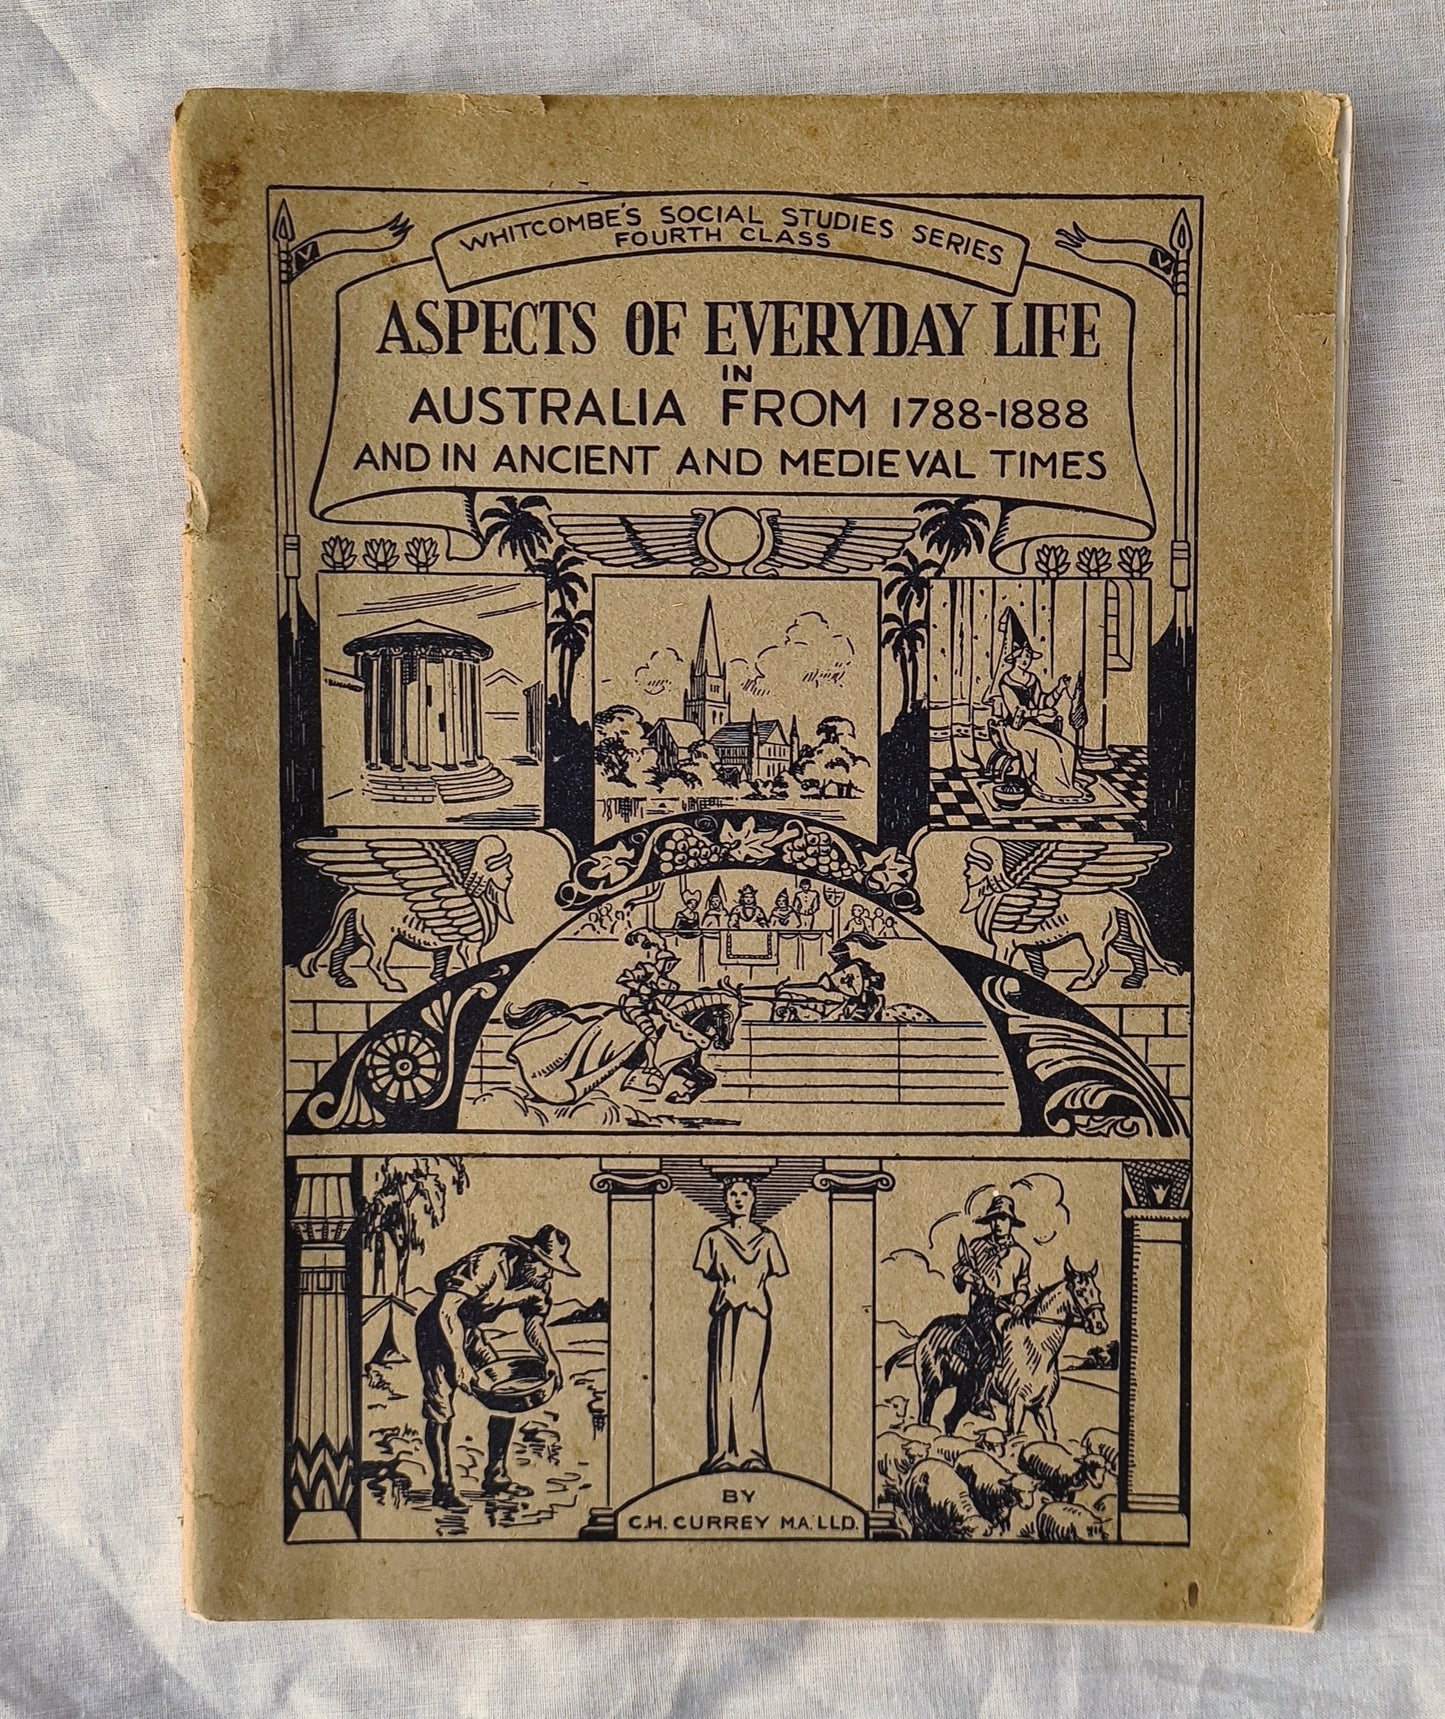 WHITCOMBE'S SOCIAL STUDIES SERIES
FOURTH CLASS
ASPECTS OF EVERYDAY LIFE
IN
AUSTRALIA FROM 1788-1888
AND IN ANCIENT AND MEDIEVAL TIMES
BY
C.H. CURREY M.A. LL.D.